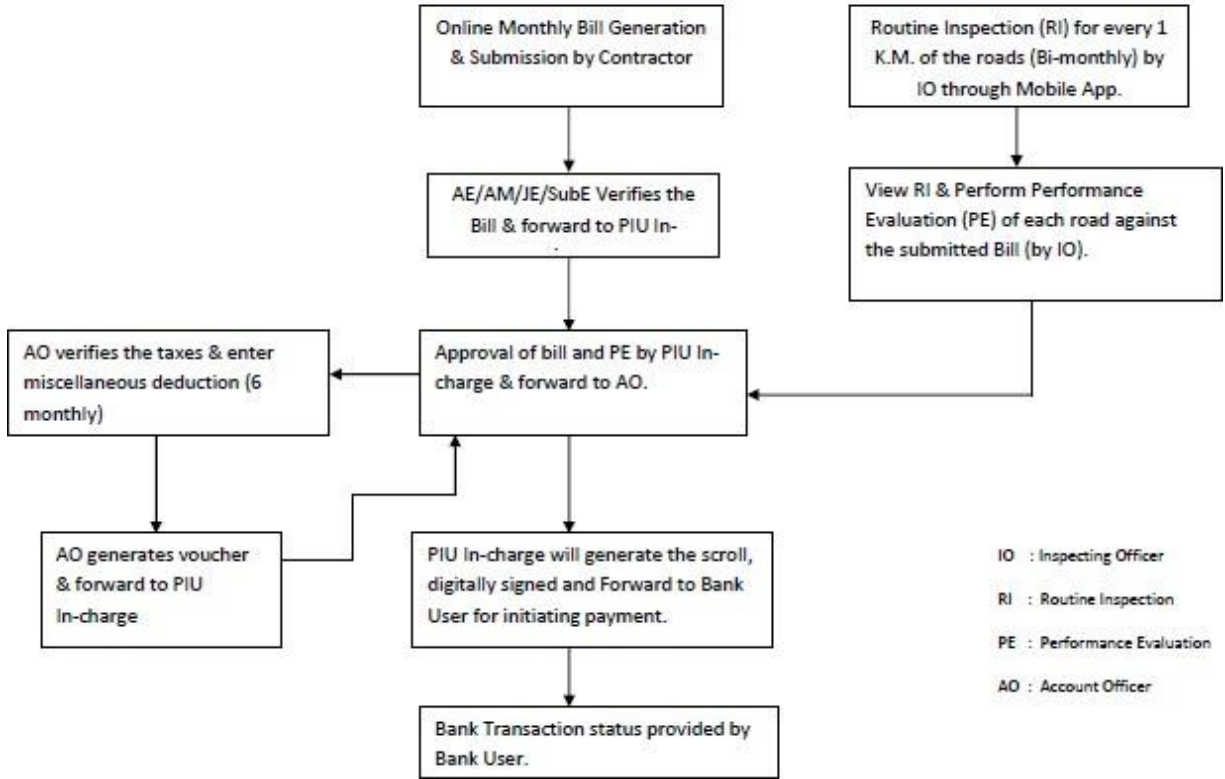 Online Monthly Bill Generation
& Submission by Contractor
Routine Inspection (RI) for every 1
K.M. of the roads (Bi-monthly) by
IO through Mobile App.
AE/AM/JE/SubE Verifies the
Bill & forward to PIU In-
View RI & Perform Performance
Evaluation (PE) of each road against
the submitted Bill (by IO).
AO verifies the taxes & enter
miscellaneous deduction (6
monthly)
Approval of bill and PE by PIU In-
charge & forward to AO.
AO generates voucher
& forward to PIU
In-charge
PIU In-charge will generate the scroll,
digitally signed and Forward to Bank
User for initiating payment.
IO : Inspecting Officer
RI : Routine Inspection
PE : Performance Evaluation
AO : Account Officer
Bank Transaction status provided by
Bank User.